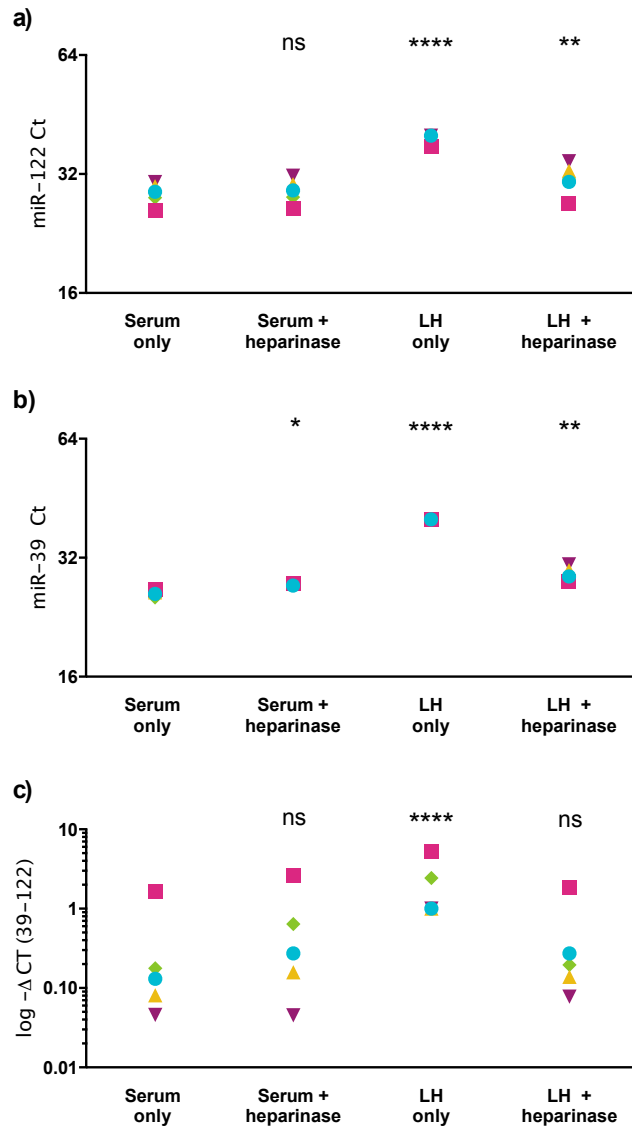 a)
ns **** **
64
32
16
miR-122 Ct
Serum only
Serum + heparinase
LH only
LH + heparinase
b)
* **** **
64
32
16
miR-39 Ct
Serum only
Serum + heparinase
LH only
LH + heparinase
c)
ns **** ns
10
1
0.10
0.01
log -Δ CT (39-122)
Serum only
Serum + heparinase
LH only
LH + heparinase